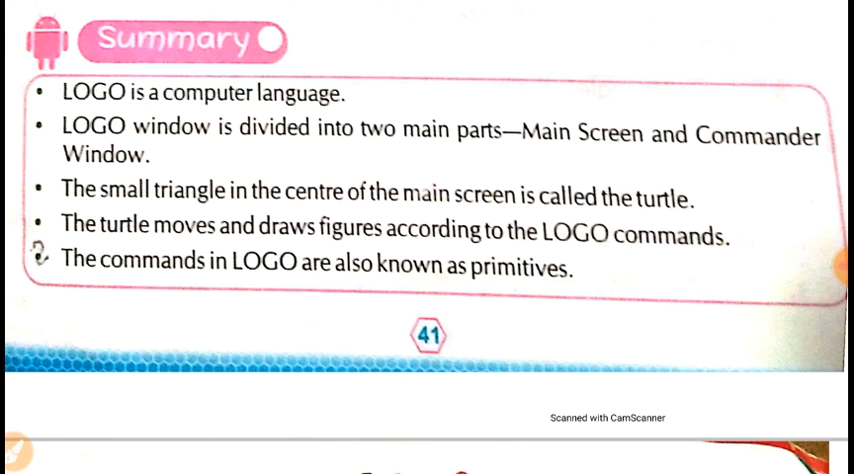 Summary
• LOGO is a computer language.
• LOGO window is divided into two main parts—Main Screen and Commander
Window.
• The small triangle in the centre of the main screen is called the turtle.
• The turtle moves and draws figures according to the LOGO commands.
The commands in LOGO are also known as primitives.
41
Scanned with CamScanner